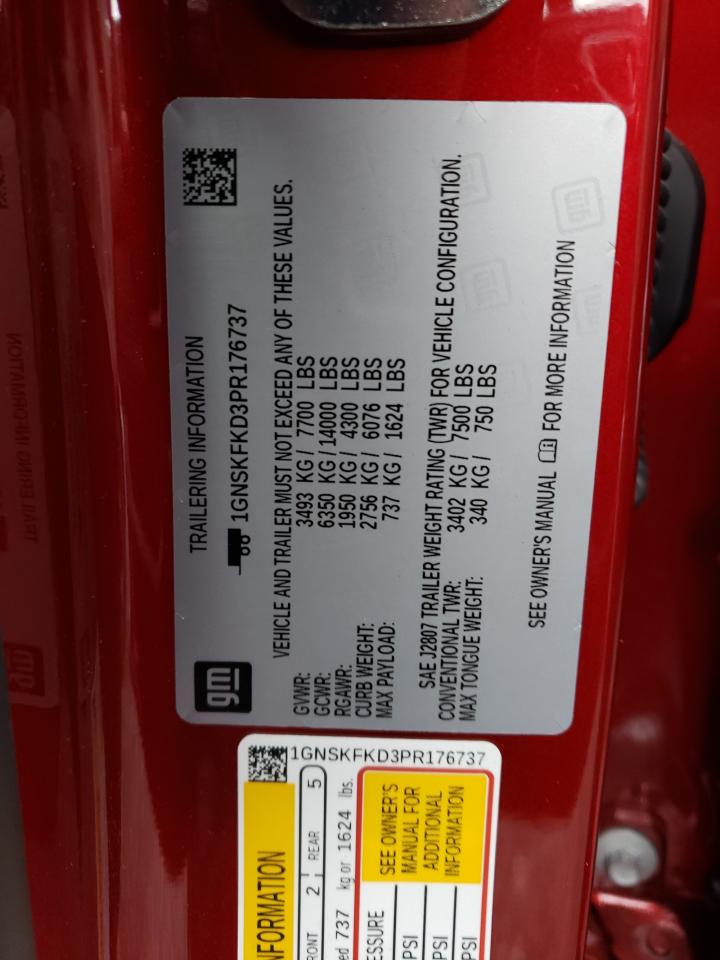 gm
TRAILERING INFORMATION
1GNSKFKD3PR176737
VEHICLE AND TRAILER MUST NOT EXCEED ANY OF THESE VALUES.
GVWR: 3493 KG / 7700 LBS
GCWR: 6350 KG / 14000 LBS
RGAWR: 1950 KG / 4300 LBS
CURB WEIGHT: 2756 KG / 6076 LBS
MAX PAYLOAD: 737 KG / 1624 LBS
SAE J2807 TRAILER WEIGHT RATING (TWR) FOR VEHICLE CONFIGURATION.
CONVENTIONAL TWR: 3402 KG / 7500 LBS
MAX TONGUE WEIGHT: 340 KG / 750 LBS
SEE OWNER'S MANUAL FOR MORE INFORMATION
1GNSKFKD3PR176737
NFORMATION
RONT 2 REAR 5
ed 737 kg or 1624 lbs.
ESSURE
PSI
PSI
PSI
SEE OWNER'S
MANUAL FOR
ADDITIONAL
INFORMATION